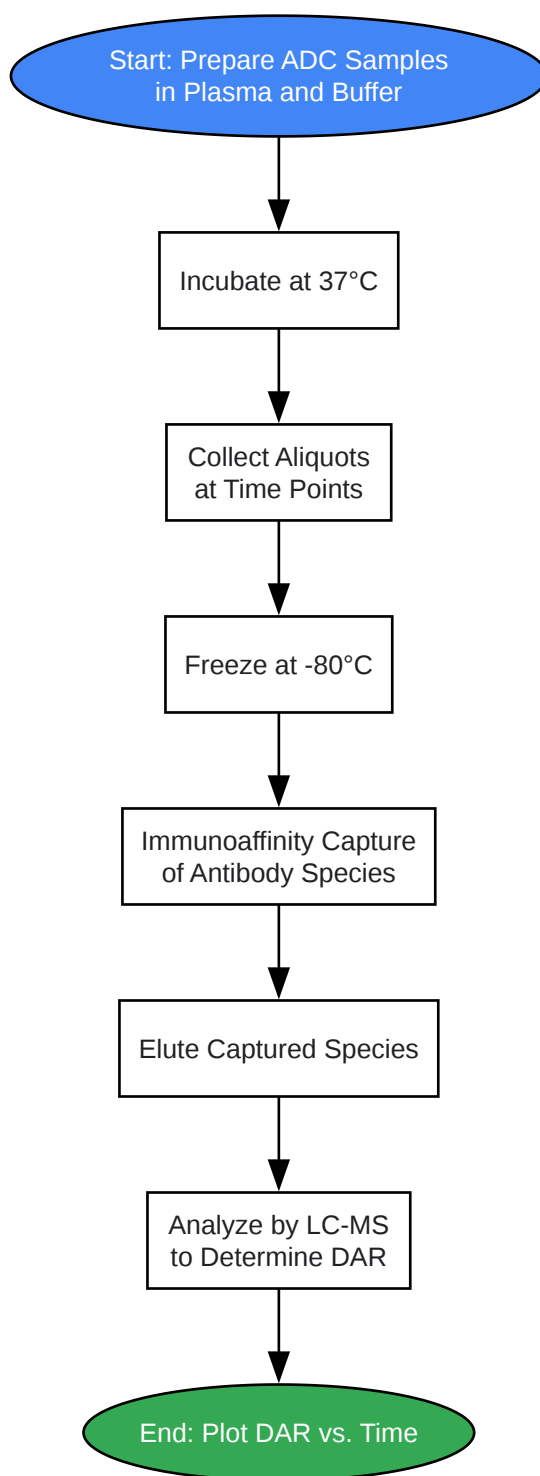 Start: Prepare ADC Samples
in Plasma and Buffer
Incubate at 37°C
Collect Aliquots
at Time Points
Freeze at -80°C
Immunoaffinity Capture
of Antibody Species
Elute Captured Species
Analyze by LC-MS
to Determine DAR
End: Plot DAR vs. Time